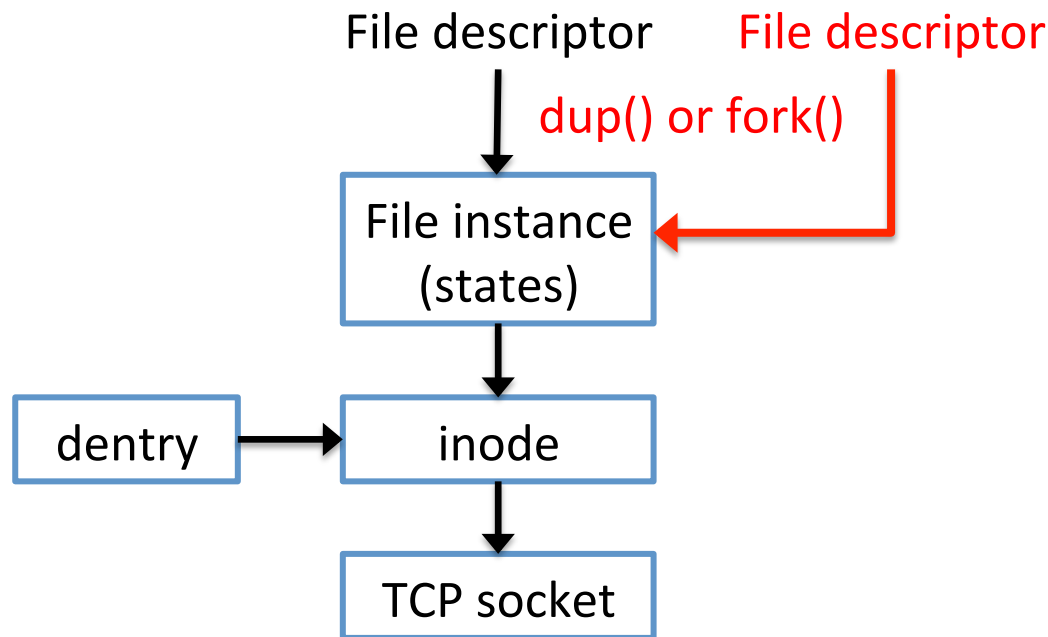 File descriptor
File descriptor
dup() or fork()
File instance
(states)
dentry
inode
TCP socket